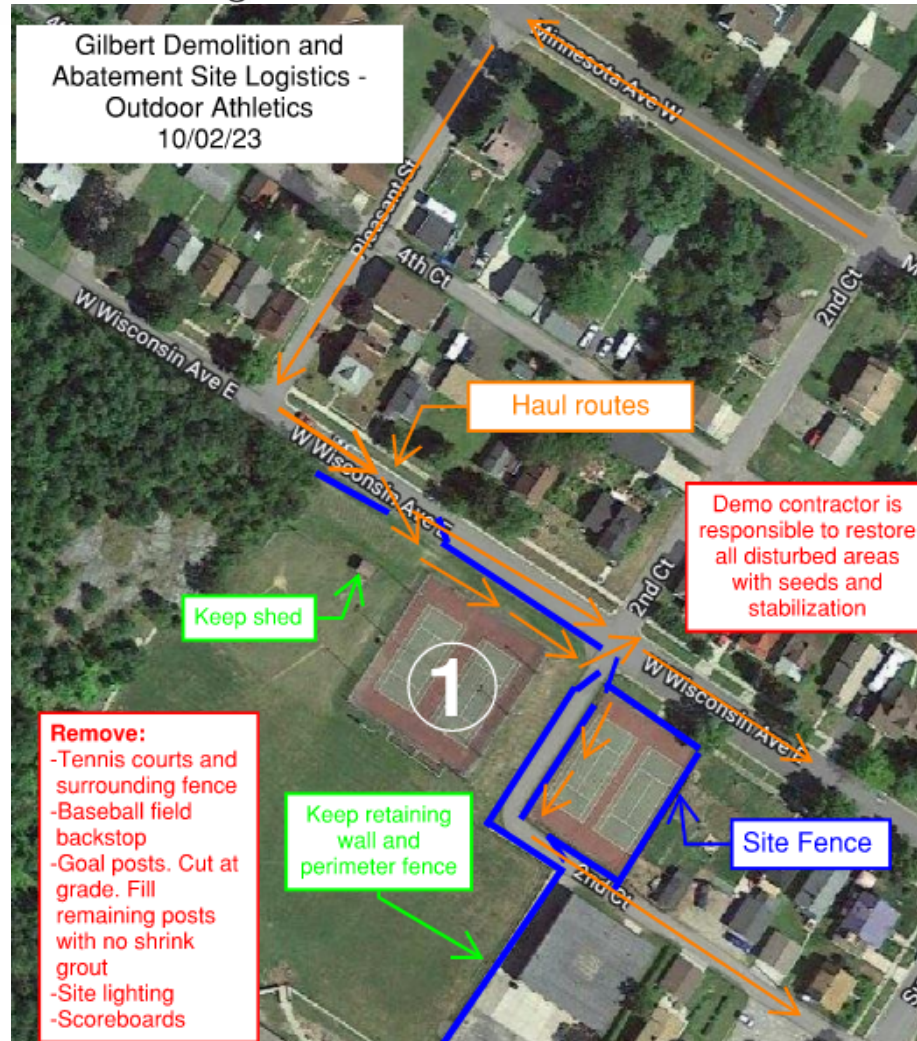 Gilbert Demolition and
Abatement Site Logistics -
Outdoor Athletics
10/02/23
Minnesota Ave W
Pleasant St
4th Ct
2nd Ct
W Wisconsin Ave E
Haul routes
W Wisconsin Ave E
Demo contractor is
responsible to restore
all disturbed areas
with seeds and
stabilization
2nd Ct
Keep shed
1
W Wisconsin Ave E
Remove:
-Tennis courts and
surrounding fence
-Baseball field
backstop
-Goal posts. Cut at
grade. Fill
remaining posts
with no shrink
grout
-Site lighting
-Scoreboards
Keep retaining
wall and
perimeter fence
Site Fence
2nd Ct